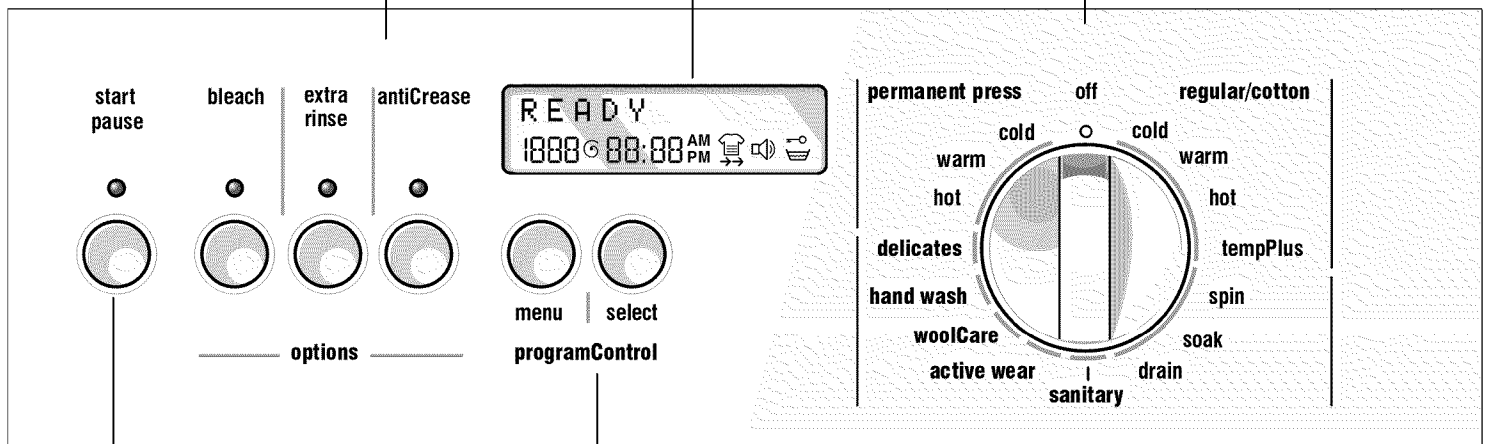 start
pause
bleach
extra
rinse
antiCrease
options
READY
1888 88:88 AM
PM
menu
select
programControl
permanent press
off
regular/cotton
cold
warm
hot
delicates
hand wash
woolCare
active wear
sanitary
cold
warm
hot
tempPlus
spin
soak
drain